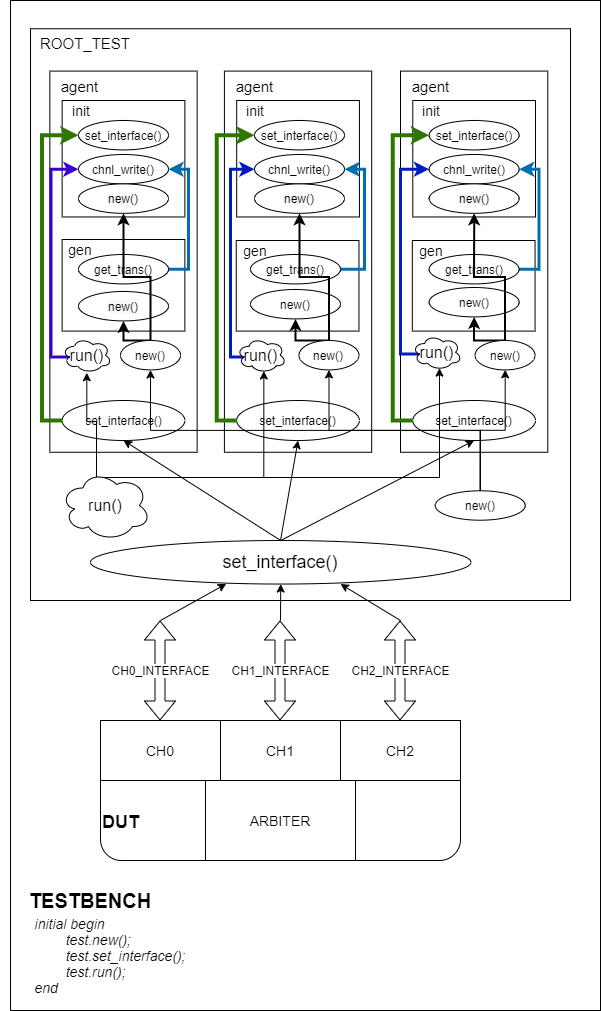 ROOT_TEST
agent
init
set_interface()
chnl_write()
new()
gen
get_trans()
new()
run()
new()
set_interface()
agent
init
set_interface()
chnl_write()
new()
gen
get_trans()
new()
run()
new()
set_interface()
agent
init
set_interface()
chnl_write()
new()
gen
get_trans()
new()
run()
new()
set_interface()
run()
new()
set_interface()
CH0_INTERFACE
CH1_INTERFACE
CH2_INTERFACE
CH0
CH1
CH2
DUT
ARBITER
TESTBENCH
initial begin
test.new();
test.set_interface();
test.run();
end